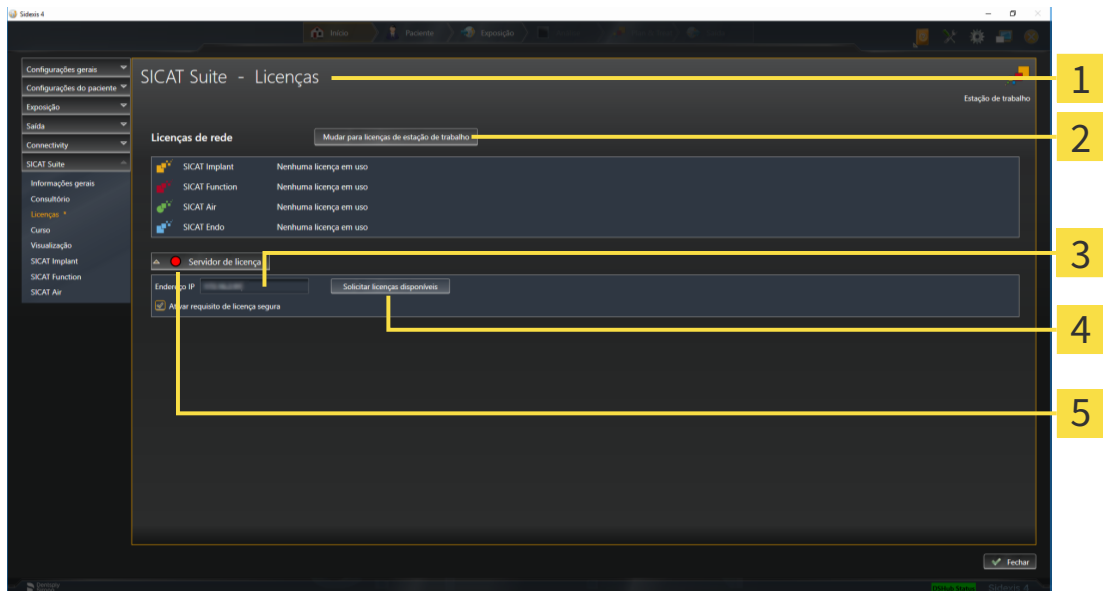 Sidexis 4
Início
Paciente
Exposição
Configurações gerais
Configurações do paciente
Exposição
Saída
Connectivity
SICAT Suite
Informações gerais
Consultório
Licenças *
Curso
Visualização
SICAT Implant
SICAT Function
SICAT Air
SICAT Suite - Licenças
Estação de trabalho
Licenças de rede
Mudar para licenças de estação de trabalho
SICAT Implant Nenhuma licença em uso
SICAT Function Nenhuma licença em uso
SICAT Air Nenhuma licença em uso
SICAT Endo Nenhuma licença em uso
Servidor de licença
Endereço IP
Solicitar licenças disponíveis
Ativar requisito de licença segura
Fechar
Sidexis 4
1
2
3
4
5